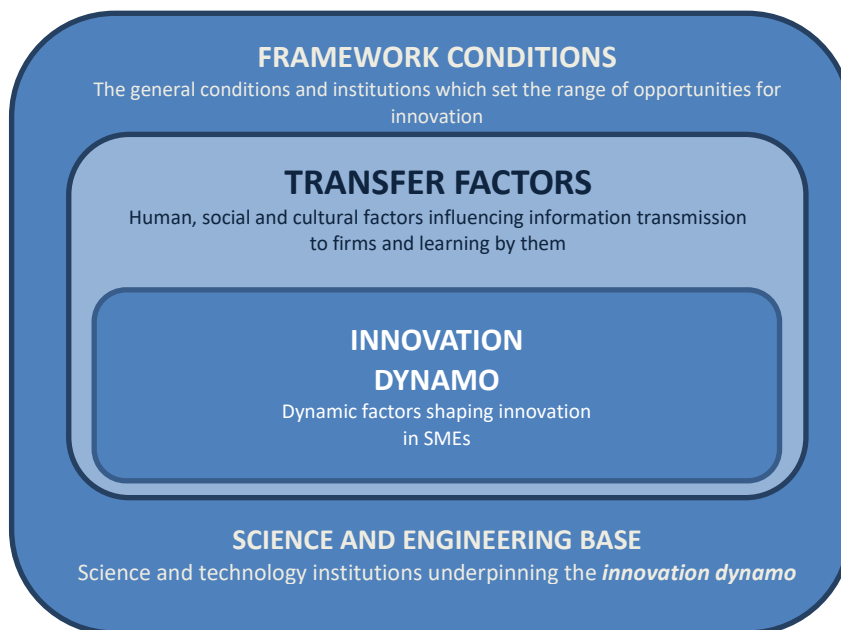 FRAMEWORK CONDITIONS
The general conditions and institutions which set the range of opportunities for
innovation
TRANSFER FACTORS
Human, social and cultural factors influencing information transmission
to firms and learning by them
INNOVATION
DYNAMO
Dynamic factors shaping innovation
in SMEs
SCIENCE AND ENGINEERING BASE
Science and technology institutions underpinning the innovation dynamo